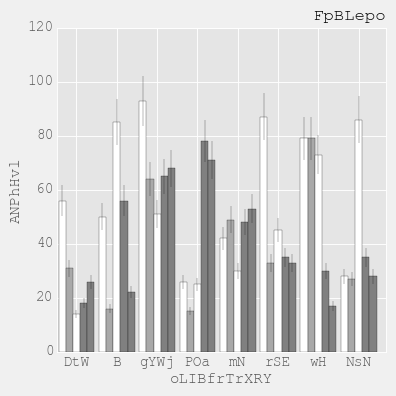 FpBLepo
120
100
80
60
40
20
0
ANPhHvl
DtW B gYWj POa mN rSE wH NsN
oLIBfrTrXRY